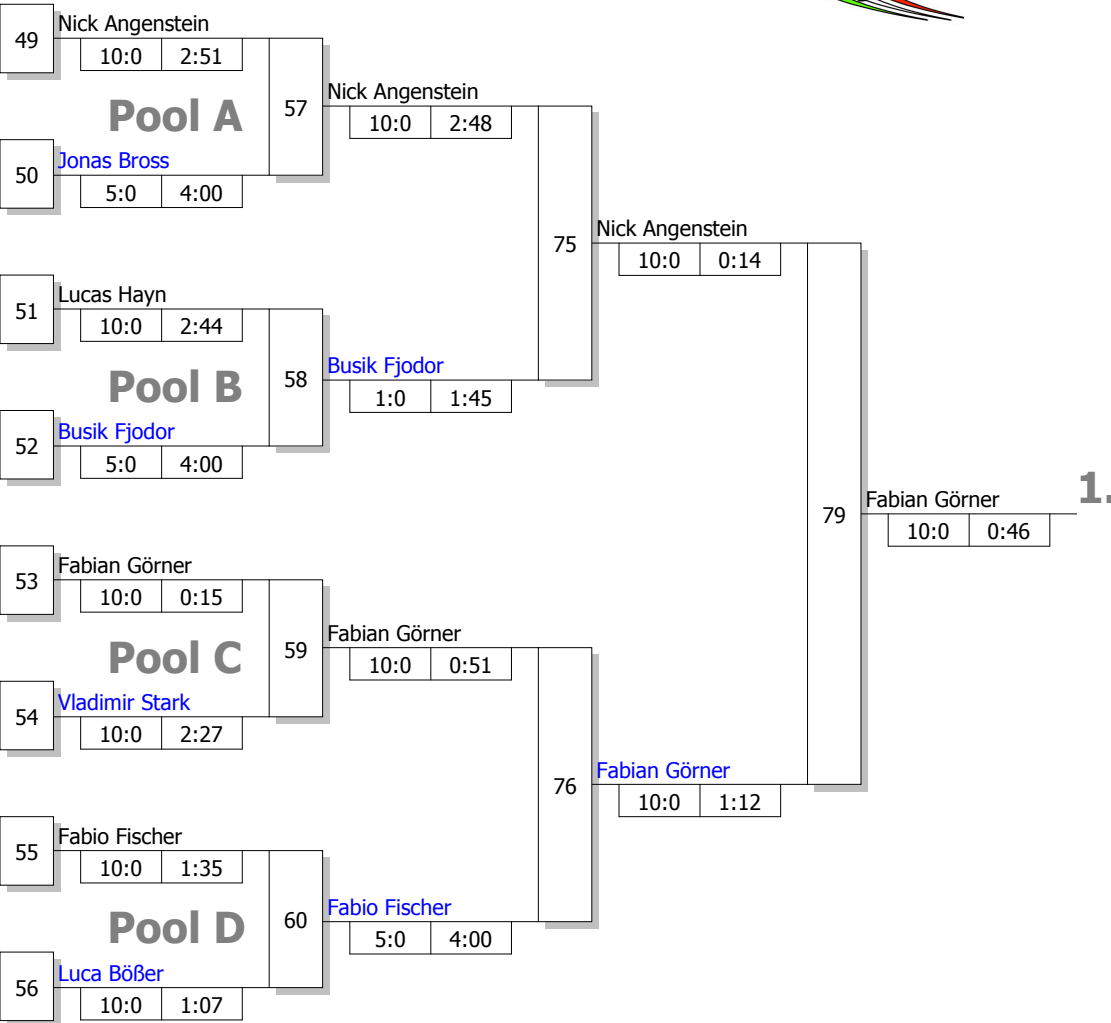 49
Nick Angenstein
10:0 2:51
Pool A
57
Nick Angenstein
10:0 2:48
50
Jonas Bross
5:0 4:00
75
Nick Angenstein
10:0 0:14
51
Lucas Hayn
10:0 2:44
Pool B
58
Busik Fjodor
1:0 1:45
52
Busik Fjodor
5:0 4:00
79
Fabian Görner
1.
10:0 0:46
53
Fabian Görner
10:0 0:15
Pool C
59
Fabian Görner
10:0 0:51
54
Vladimir Stark
10:0 2:27
76
Fabian Görner
10:0 1:12
55
Fabio Fischer
10:0 1:35
Pool D
60
Fabio Fischer
5:0 4:00
56
Luca Bößer
10:0 1:07